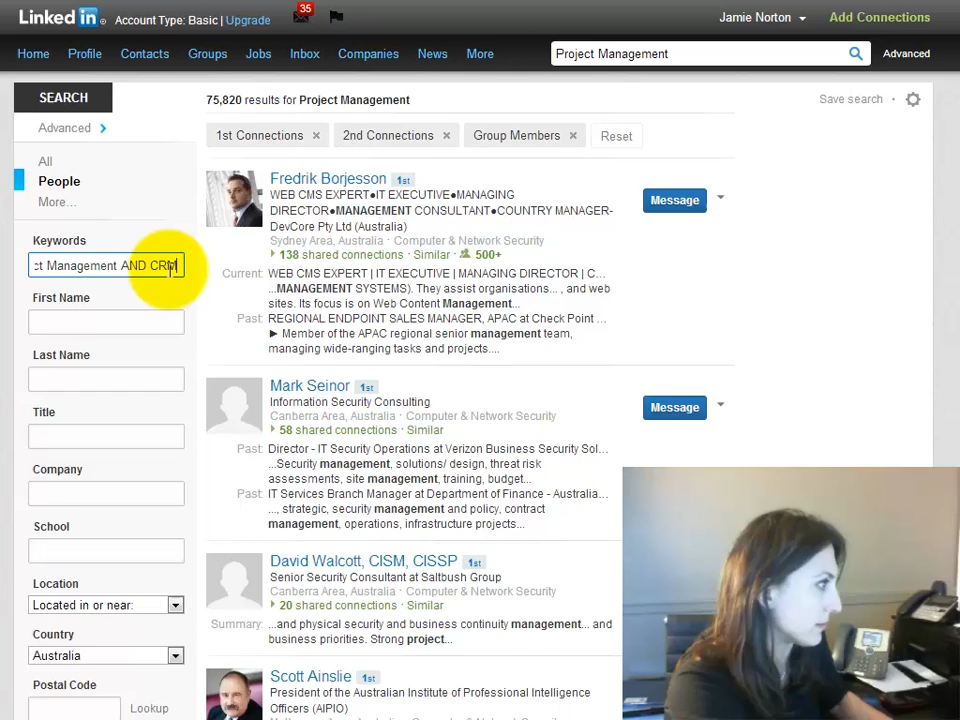 Linked in ® Account Type: Basic | Upgrade 35 Jamie Norton Add Connections
Home Profile Contacts Groups Jobs Inbox Companies News More Project Management Advanced
SEARCH
75,820 results for Project Management Save search
Advanced
1st Connections × 2nd Connections × Group Members × Reset
All
People
More...
Keywords
ct Management AND CRM
First Name
Last Name
Title
Company
School
Location
Located in or near:
Country
Australia
Postal Code
Lookup
Fredrik Borjesson 1st
WEB CMS EXPERT●IT EXECUTIVE●MANAGING
DIRECTOR●MANAGEMENT CONSULTANT●COUNTRY MANAGER-
DevCore Pty Ltd (Australia)
Sydney Area, Australia · Computer & Network Security
138 shared connections · Similar · 500+
Message
Current: WEB CMS EXPERT | IT EXECUTIVE | MANAGING DIRECTOR | C...
...MANAGEMENT SYSTEMS). They assist organisations... , and web
sites. Its focus is on Web Content Management...
Past: REGIONAL ENDPOINT SALES MANAGER, APAC at Check Point ...
► Member of the APAC regional senior management team,
managing wide-ranging tasks and projects....
Mark Seinor 1st
Information Security Consulting
Canberra Area, Australia · Computer & Network Security
58 shared connections · Similar
Message
Past: Director - IT Security Operations at Verizon Business Security Sol...
...Security management, solutions/ design, threat risk
assessments, site management, training, budget...
Past: IT Services Branch Manager at Department of Finance - Australia...
..., strategic, security management and policy, contract
management, operations, infrastructure projects...
David Walcott, CISM, CISSP 1st
Senior Security Consultant at Saltbush Group
Canberra Area, Australia · Computer & Network Security
20 shared connections · Similar
Summary: ...and physical security and business continuity management... and
business priorities. Strong project...
Scott Ainslie 1st
President of the Australian Institute of Professional Intelligence
Officers (AIPIO)